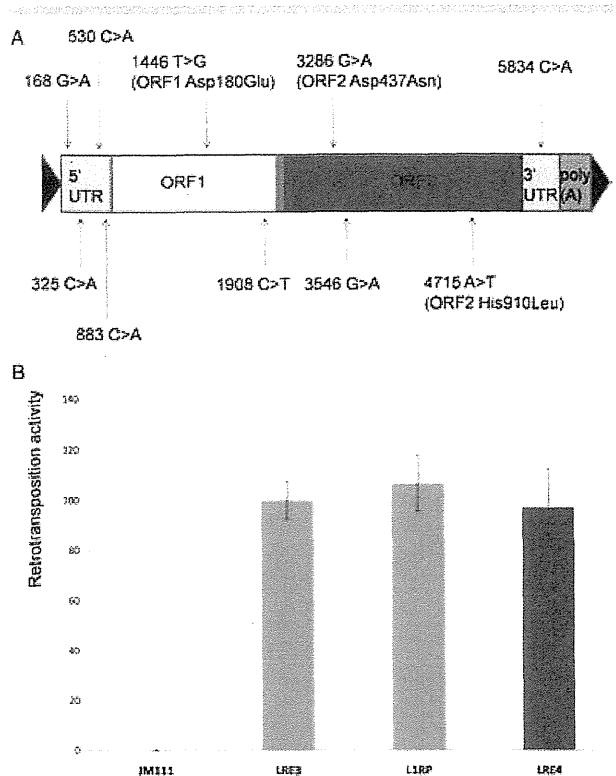 A
530 C>A
168 G>A
1446 T>G
(ORF1 Asp180Glu)
3286 G>A
(ORF2 Asp437Asn)
5834 C>A
5'
UTR
ORF1
3'
UTR
poly
(A)
325 C>A
883 C>A
1908 C>T
3546 G>A
4715 A>T
(ORF2 His910Leu)
B
Retrotransposition activity
140
120
100
80
60
40
20
0
JM111
LRE3
L1RP
LRE4